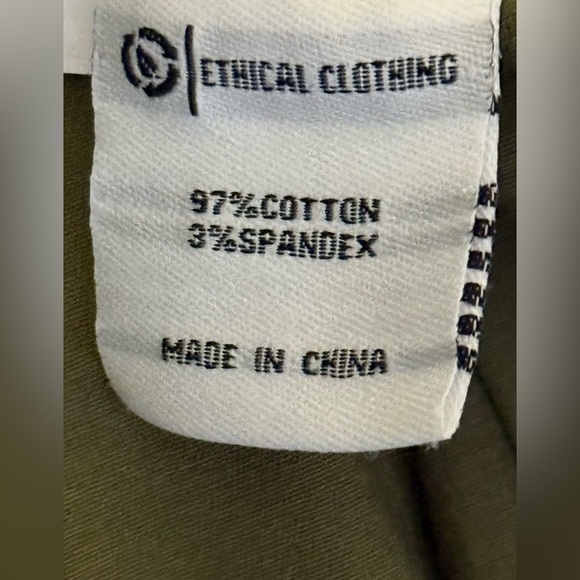 ETHICAL CLOTHING
97%COTTON
3%SPANDEX
MADE IN CHINA